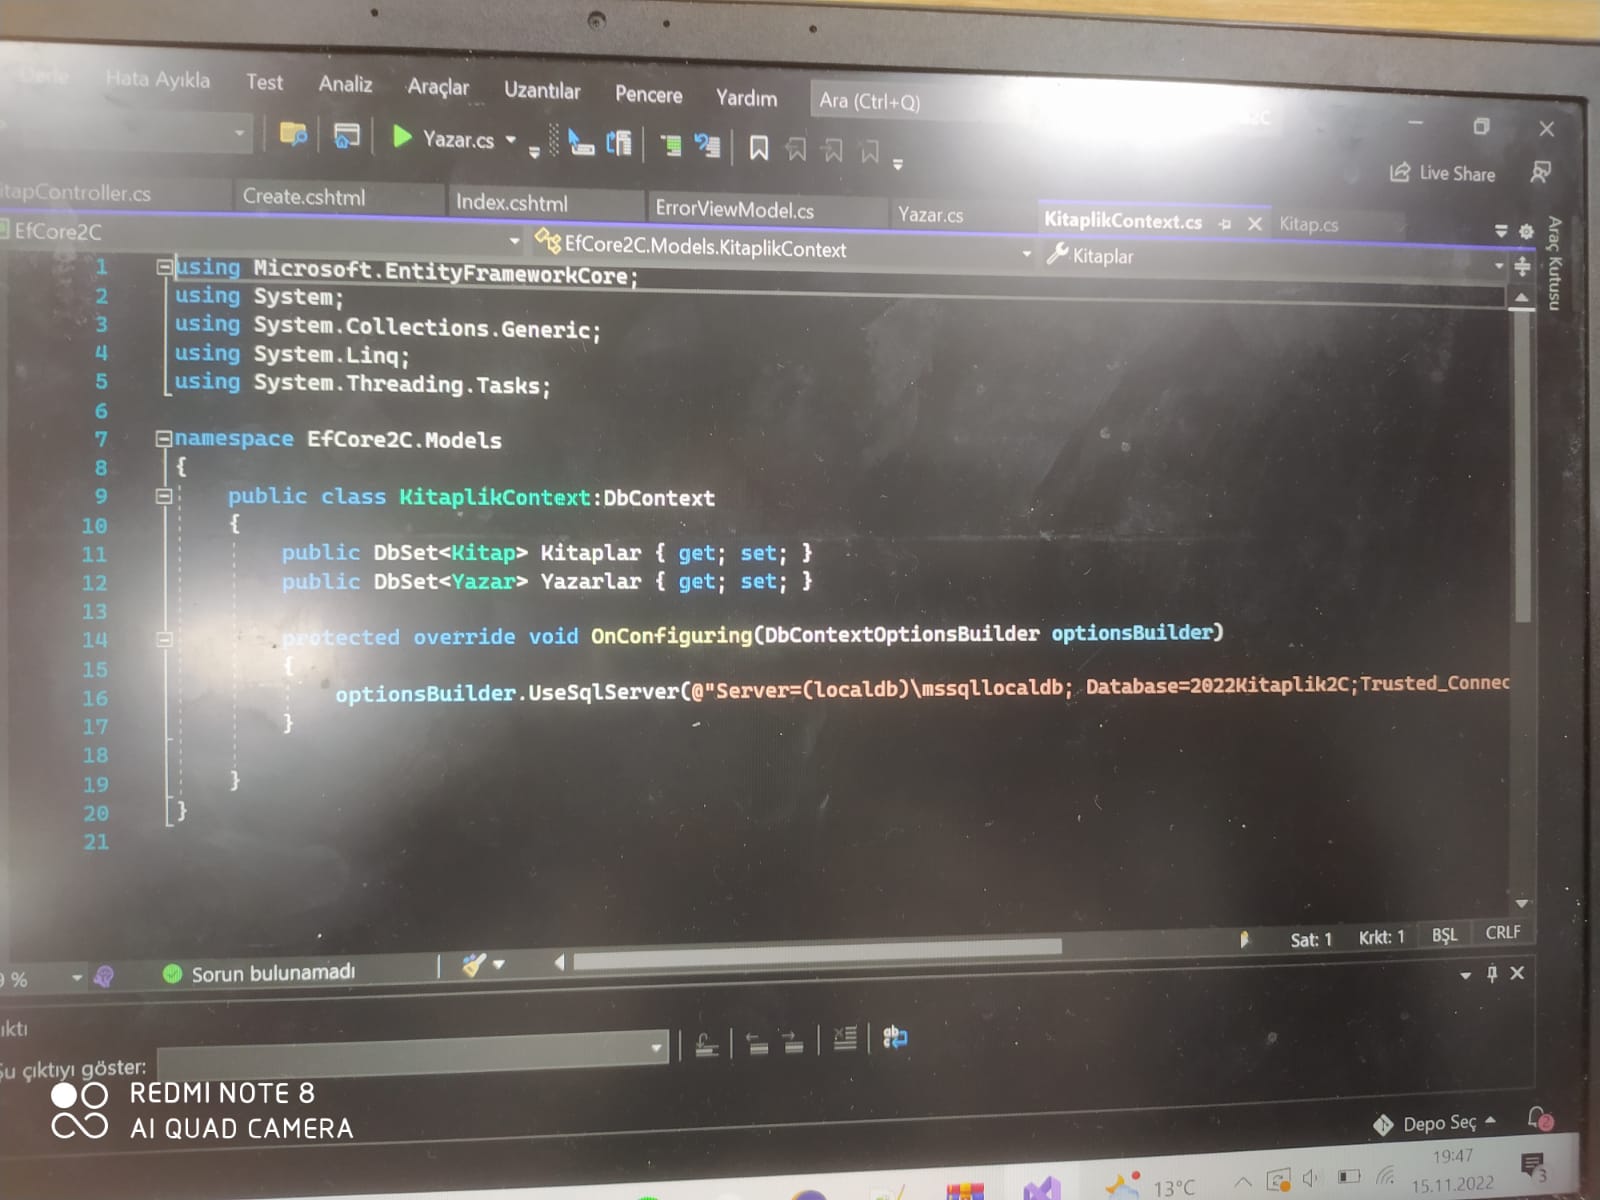 Derle Hata Ayıkla Test Analiz Araçlar Uzantılar Pencere Yardım Ara (Ctrl+Q)
Yazar.cs
Live Share
Create.cshtml Index.cshtml ErrorViewModel.cs Yazar.cs KitaplikContext.cs Kitap.cs
EfCore2C EfCore2C.Models.KitaplikContext Kitaplar
Araç Kutusu
1 using Microsoft.EntityFrameworkCore;
2 using System;
3 using System.Collections.Generic;
4 using System.Linq;
5 using System.Threading.Tasks;
6
7 namespace EfCore2C.Models
8 {
9 public class KitaplikContext:DbContext
10 {
11 public DbSet<Kitap> Kitaplar { get; set; }
12 public DbSet<Yazar> Yazarlar { get; set; }
13
14 protected override void OnConfiguring(DbContextOptionsBuilder optionsBuilder)
15 {
16 optionsBuilder.UseSqlServer(@"Server=(localdb)\mssqllocaldb; Database=2022Kitaplik2C;Trusted_Connec
17 }
18
19 }
20 }
21
Sat: 1 Krkt: 1 BŞL CRLF
% Sorun bulunamadı
çıktıyı göster:
REDMI NOTE 8
AI QUAD CAMERA
Depo Seç 2
19:47
13°C 15.11.2022 3